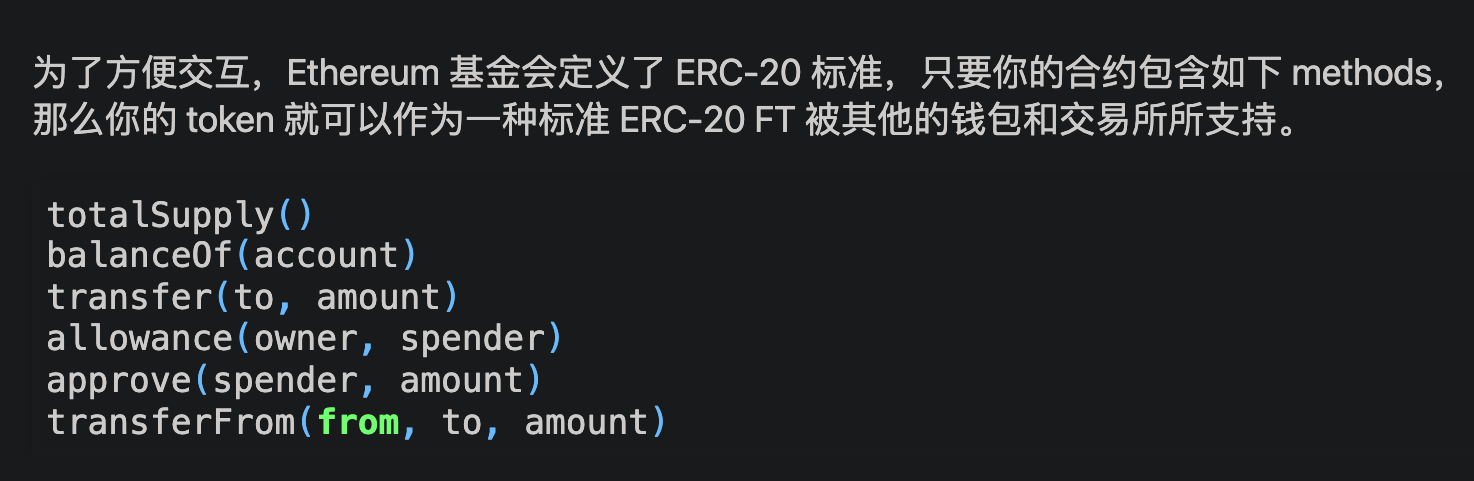 为了方便交互，Ethereum 基金会定义了 ERC-20 标准，只要你的合约包含如下 methods，
那么你的 token 就可以作为一种标准 ERC-20 FT 被其他的钱包和交易所所支持。
totalSupply()
balanceOf(account)
transfer(to, amount)
allowance(owner, spender)
approve(spender, amount)
transferFrom(from, to, amount)